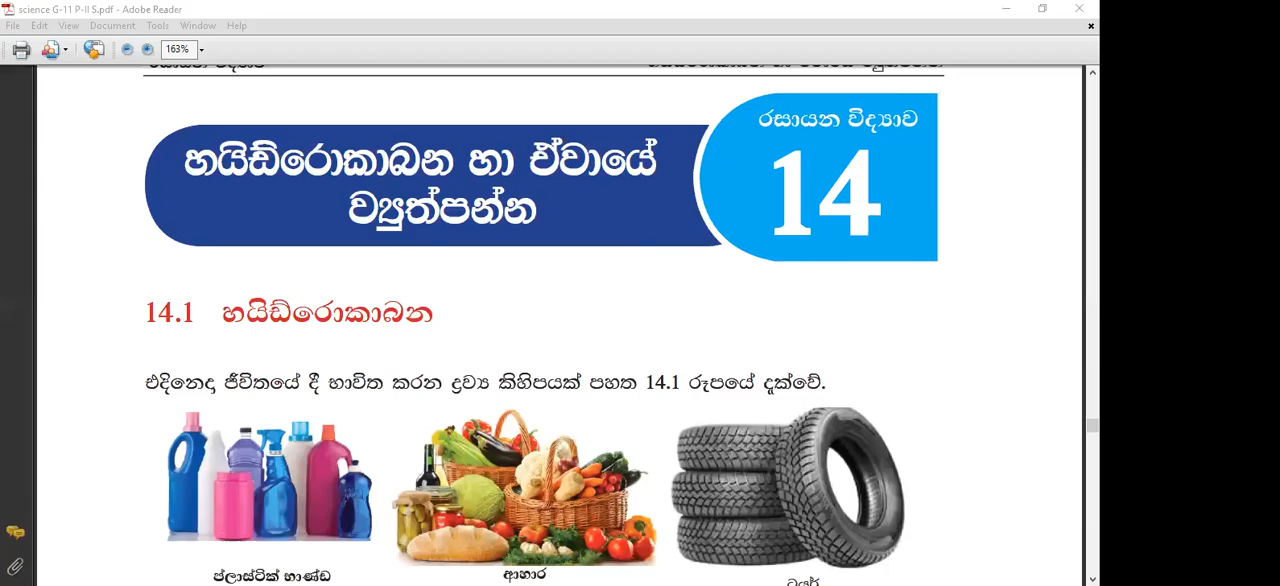 science G-11 P-II S.pdf - Adobe Reader
File Edit View Document Tools Window Help
163%
රසායන විද්‍යාව
14
හයිඩ්රොකාබන හා ඒවායේ
ව්‍යුත්පන්න
14.1 හයිඩ්රොකාබන
එදිනෙදා ජීවිතයේ දී භාවිත කරන ද්‍රව්‍ය කිහිපයක් පහත 14.1 රූපයේ දැක්වේ.
ප්ලාස්ටික් භාණ්ඩ
ආහාර
ටයර්